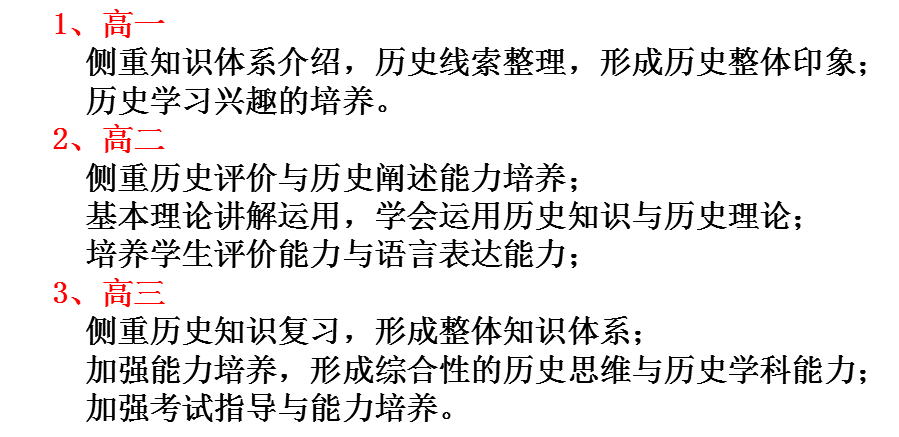 1、高一
侧重知识体系介绍，历史线索整理，形成历史整体印象；
历史学习兴趣的培养。
2、高二
侧重历史评价与历史阐述能力培养；
基本理论讲解运用，学会运用历史知识与历史理论；
培养学生评价能力与语言表达能力；
3、高三
侧重历史知识复习，形成整体知识体系；
加强能力培养，形成综合性的历史思维与历史学科能力；
加强考试指导与能力培养。